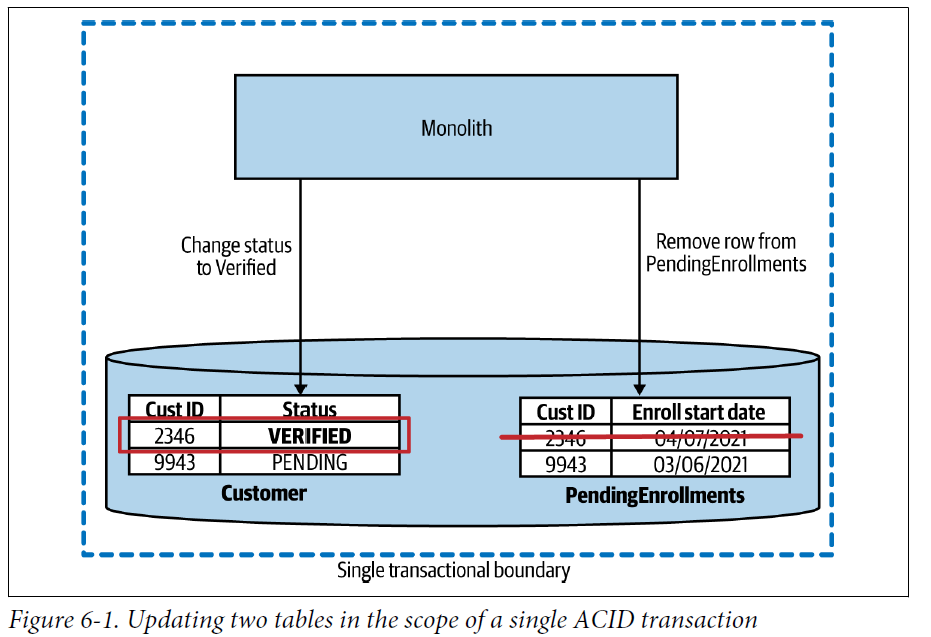 Monolith
Change status
to Verified
Remove row from
PendingEnrollments
Cust ID Status
2346 VERIFIED
9943 PENDING
Customer
Cust ID Enroll start date
2346 04/07/2021
9943 03/06/2021
PendingEnrollments
Single transactional boundary
Figure 6-1. Updating two tables in the scope of a single ACID transaction